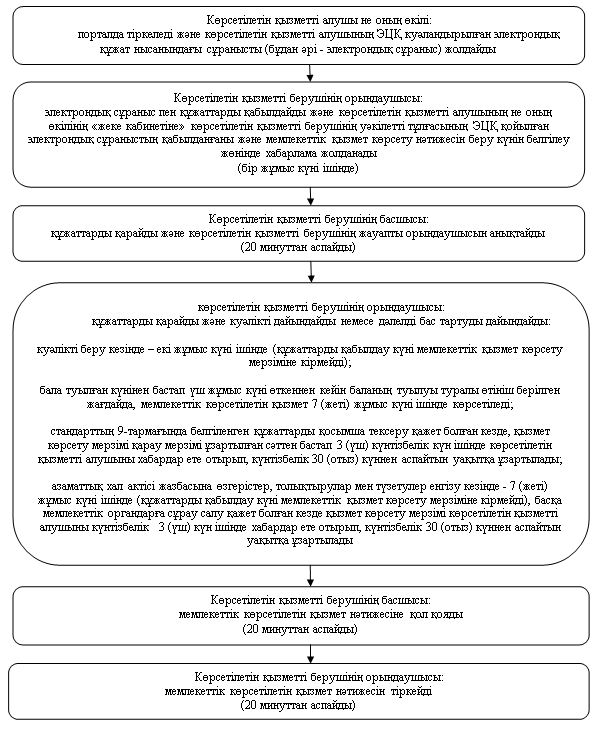 Көрсетілетін қызметті алушы не оның өкілі:
порталда тіркеледі және көрсетілетін қызметті алушының ЭЦҚ куәландырылған электрондық
құжат нысанындағы сұранысты (бұдан әрі - электрондық сұраныс) жолдайды
Көрсетілетін қызметті берушінің орындаушысы:
электрондық сұраныс пен құжаттарды қабылдайды және көрсетілетін қызметті алушының не оның
өкілінің «жеке кабинетіне» көрсетілетін қызметті берушінің уәкілетті тұлғасының ЭЦҚ қойылған
электрондық сұраныстың қабылданғаны және мемлекеттік қызмет көрсету нәтижесін беру күнін белгілеу
жөнінде хабарлама жолданады
(бір жұмыс күні ішінде)
Көрсетілетін қызметті берушінің басшысы:
құжаттарды қарайды және көрсетілетін қызметті берушінің жауапты орындаушысын анықтайды
(20 минуттан аспайды)
көрсетілетін қызметті берушінің орындаушысы:
құжаттарды қарайды және куәлікті дайындайды немесе дәлелді бас тартуды дайындайды:
куәлікті беру кезінде – екі жұмыс күні ішінде (құжаттарды қабылдау күні мемлекеттік қызмет көрсету
мерзіміне кірмейді);
бала туылған күнінен бастап үш жұмыс күні өткеннен кейін баланың туылуы туралы өтініш берілген
жағдайда, мемлекеттік көрсетілетін қызмет 7 (жеті) жұмыс күні ішінде көрсетіледі;
стандарттың 9-тармағында белгіленген құжаттарды қосымша тексеру қажет болған кезде, қызмет
көрсету мерзімі қарау мерзімі ұзартылған сәттен бастап 3 (үш) күнтізбелік күн ішінде көрсетілетін
қызметті алушыны хабардар ете отырып, күнтізбелік 30 (отыз) күннен аспайтын уақытқа ұзартылады;
азаматтық хал актісі жазбасына өзгерістер, толықтырулар мен түзетулер енгізу кезінде - 7 (жеті)
жұмыс күні ішінде (құжаттарды қабылдау күні мемлекеттік қызмет көрсету мерзіміне кірмейді), басқа
мемлекеттік органдарға сұрау салу қажет болған кезде қызмет көрсету мерзімі көрсетілетін қызметті
алушыны күнтізбелік 3 (үш) күн ішінде хабардар ете отырып, күнтізбелік 30 (отыз) күннен аспайтын
уақытқа ұзартылады
Көрсетілетін қызметті берушінің басшысы:
мемлекеттік көрсетілетін қызмет нәтижесіне қол қояды
(20 минуттан аспайды)
Көрсетілетін қызметті берушінің орындаушысы:
мемлекеттік көрсетілетін қызмет нәтижесін тіркейді
(20 минуттан аспайды)